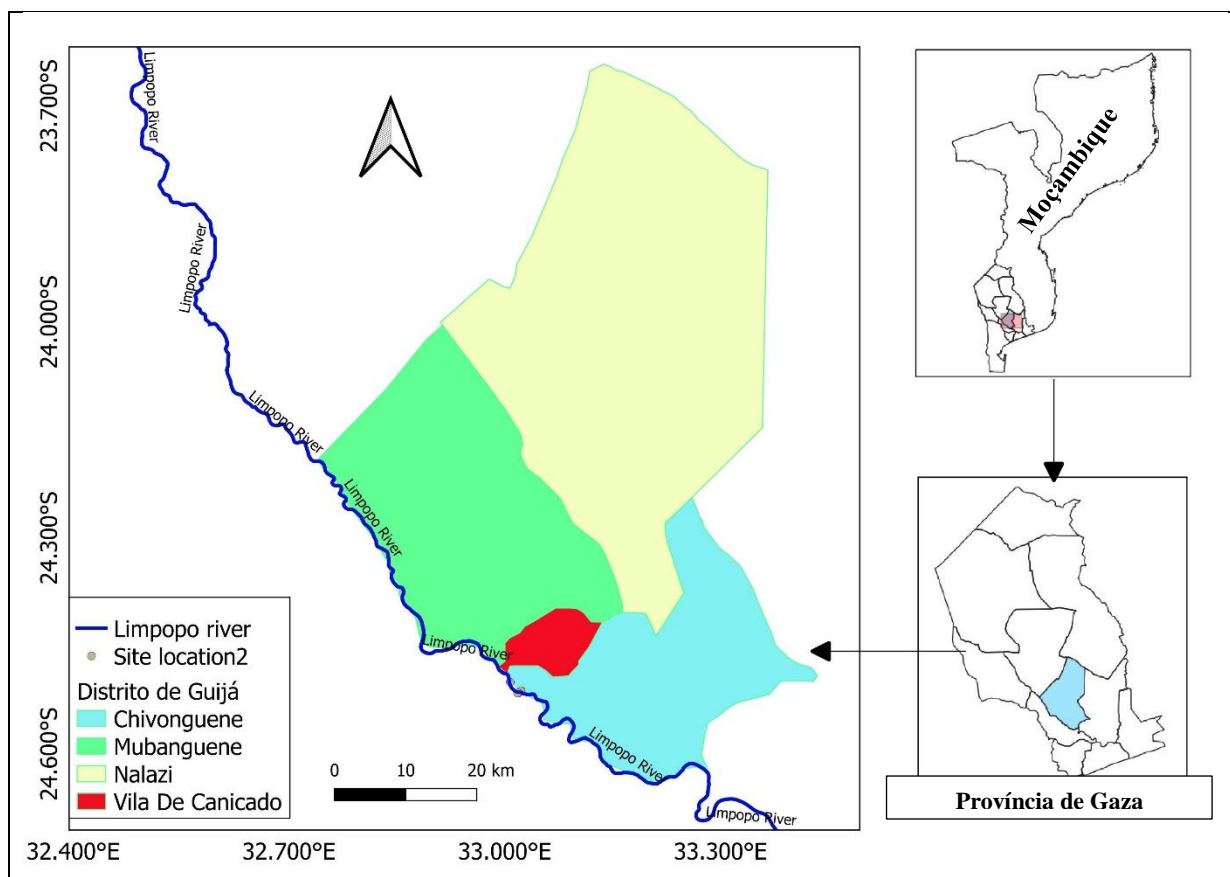 23.700°S
24.000°S
24.300°S
24.600°S
32.400°E
32.700°E
33.000°E
33.300°E
Limpopo River
Limpopo River
Limpopo River
Limpopo River
Limpopo River
Limpopo River
Limpopo River
Limpopo River
Limpopo river
Site location2
Distrito de Guijá
Chivonguene
Mubanguene
Nalazi
Vila De Canicado
0 10 20 km
Moçambique
Província de Gaza